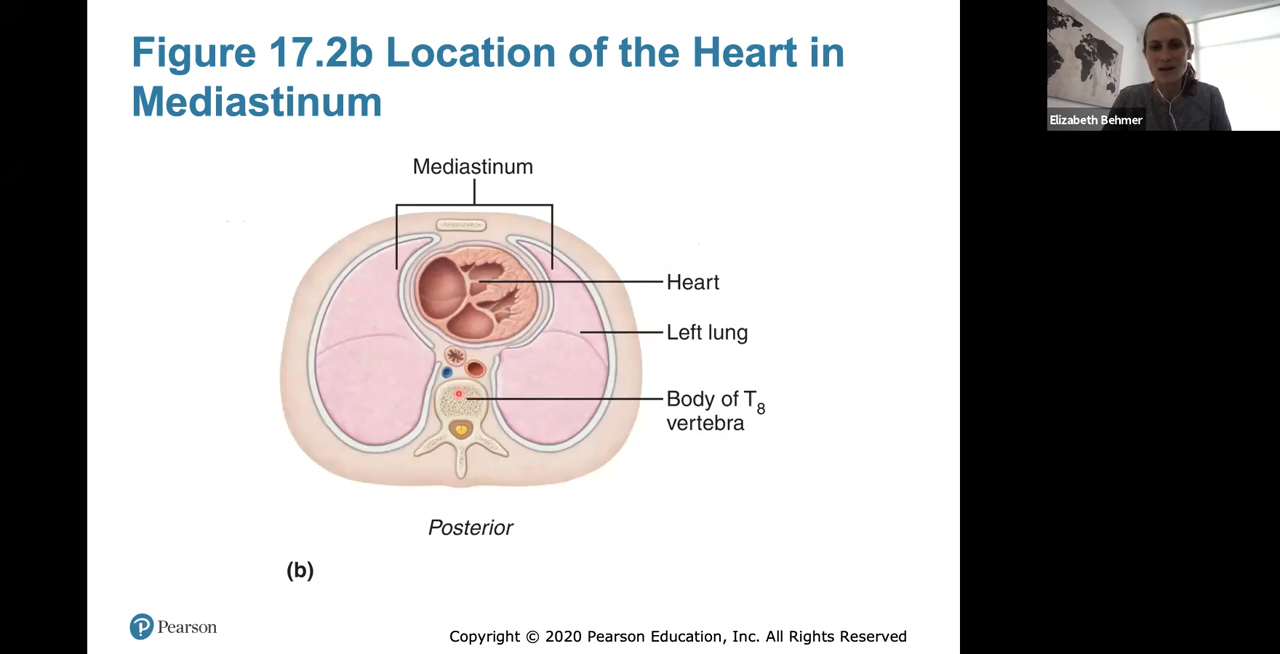 Figure 17.2b Location of the Heart in
Mediastinum
Elizabeth Behmer
Mediastinum
Heart
Left lung
Body of T8
vertebra
Posterior
(b)
Pearson
Copyright © 2020 Pearson Education, Inc. All Rights Reserved